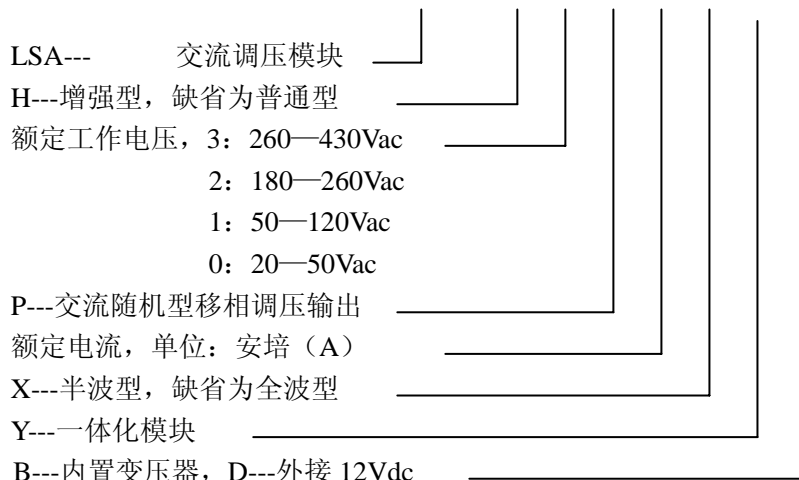 LSA--- 交流调压模块
H---增强型，缺省为普通型
额定工作电压，3：260—430Vac
2：180—260Vac
1：50—120Vac
0：20—50Vac
P---交流随机型移相调压输出
额定电流，单位：安培（A）
X---半波型，缺省为全波型
Y---一体化模块
B---内置变压器，D---外接 12Vdc